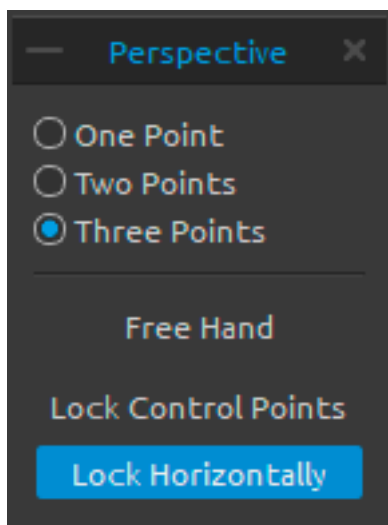 Perspective
One Point
Two Points
Three Points
Free Hand
Lock Control Points
Lock Horizontally